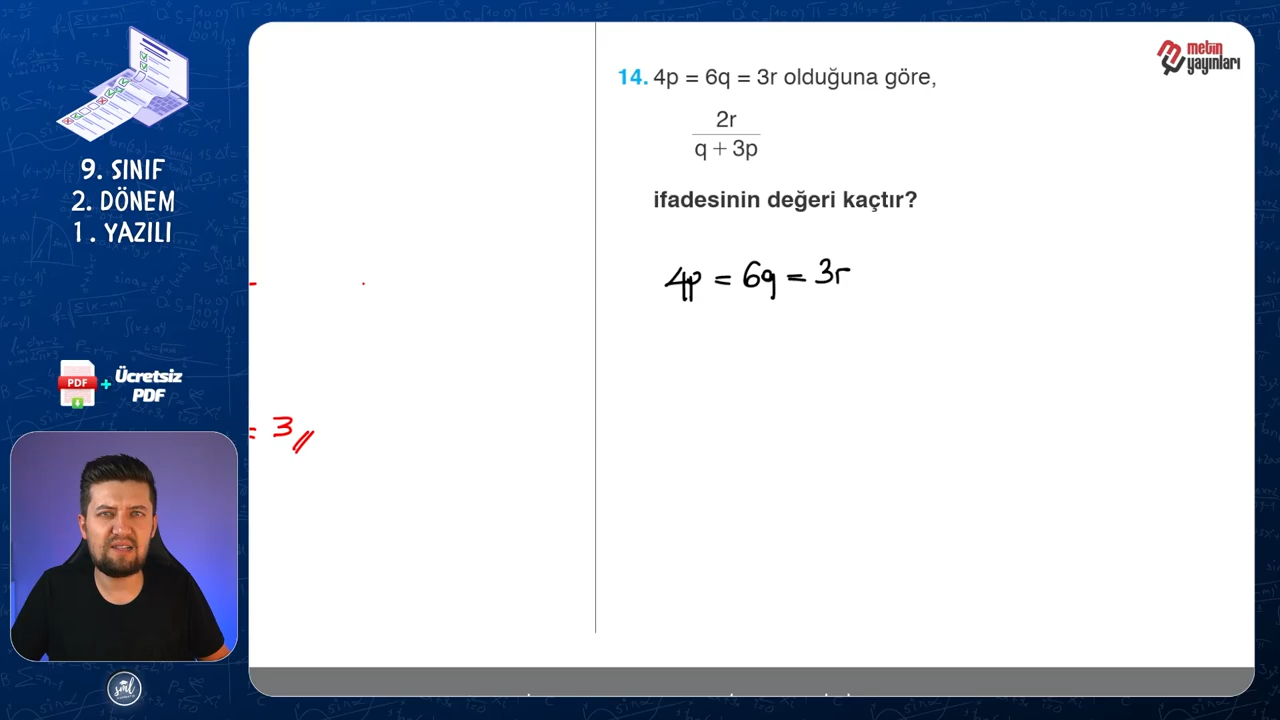 9. SINIF
2. DÖNEM
1. YAZILI
PDF + Ücretsiz
PDF
sml
= 3
metin
yayınları
14. 4p = 6q = 3r olduğuna göre,
2r
q + 3p
ifadesinin değeri kaçtır?
4p = 6q = 3r